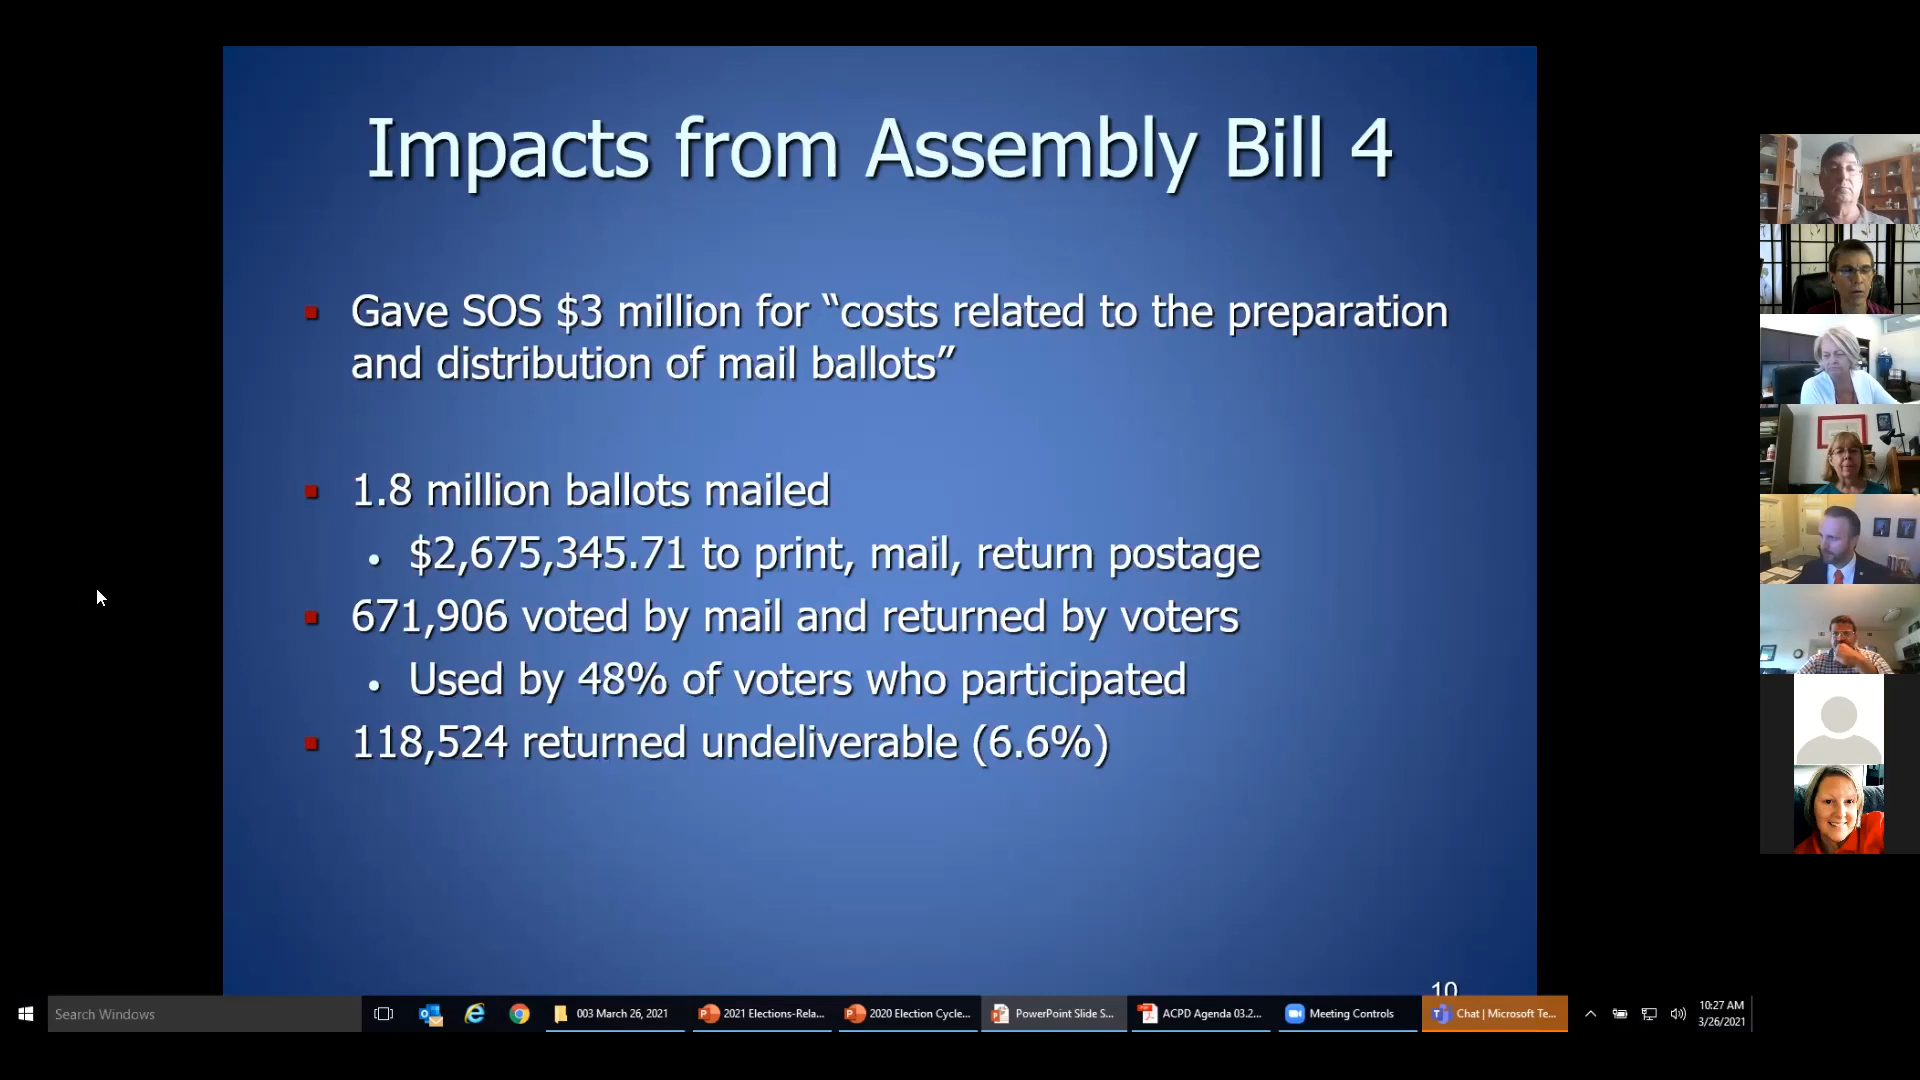 Impacts from Assembly Bill 4
Gave SOS $3 million for “costs related to the preparation
and distribution of mail ballots”
1.8 million ballots mailed
$2,675,345.71 to print, mail, return postage
671,906 voted by mail and returned by voters
Used by 48% of voters who participated
118,524 returned undeliverable (6.6%)
10
Search Windows
003 March 26, 2021
2021 Elections-Rela...
2020 Election Cycle...
PowerPoint Slide S...
ACPD Agenda 03.2...
Meeting Controls
Chat | Microsoft Te...
10:27 AM
3/26/2021